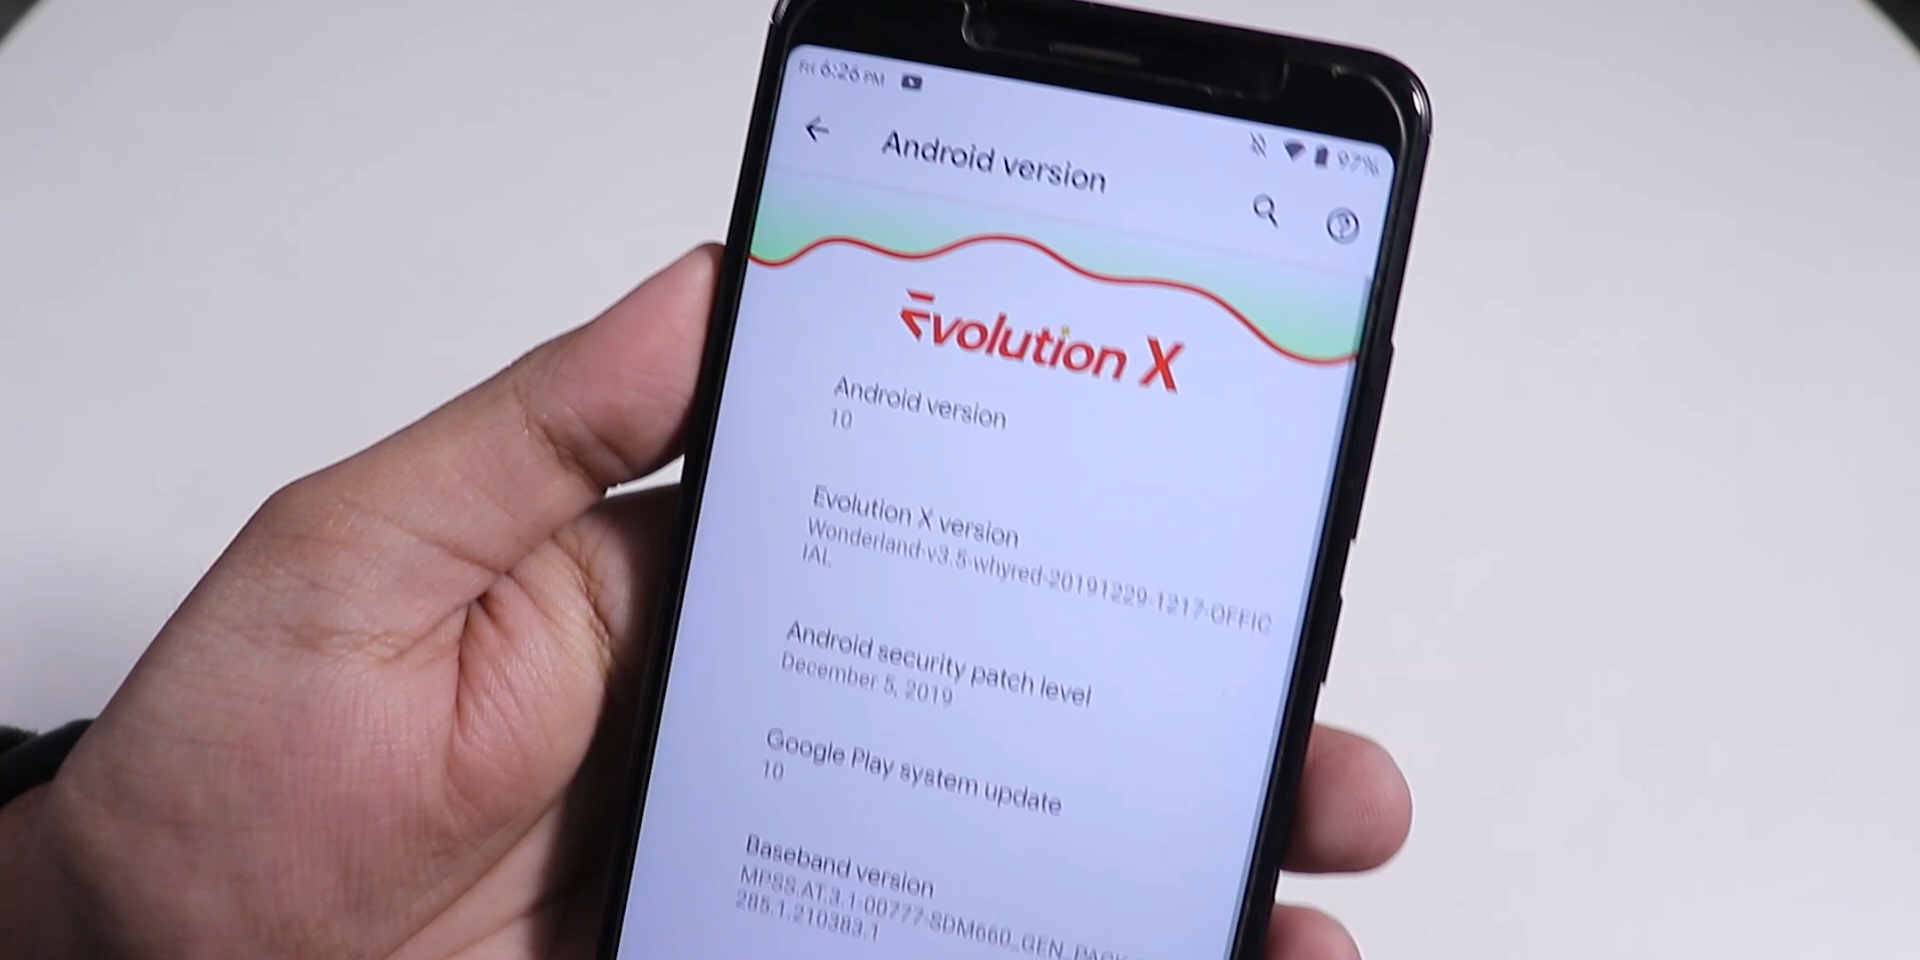 Fri 6:26 PM
97%
Android version
Evolution X
Android version
10
Evolution X version
Wonderland-v3.5-whyred-20191229-1217-OFFIC
IAL
Android security patch level
December 5, 2019
Google Play system update
10
Baseband version
MPSS.AT.3.1-00777-SDM660_GEN_PACK-
285.1.210383.1